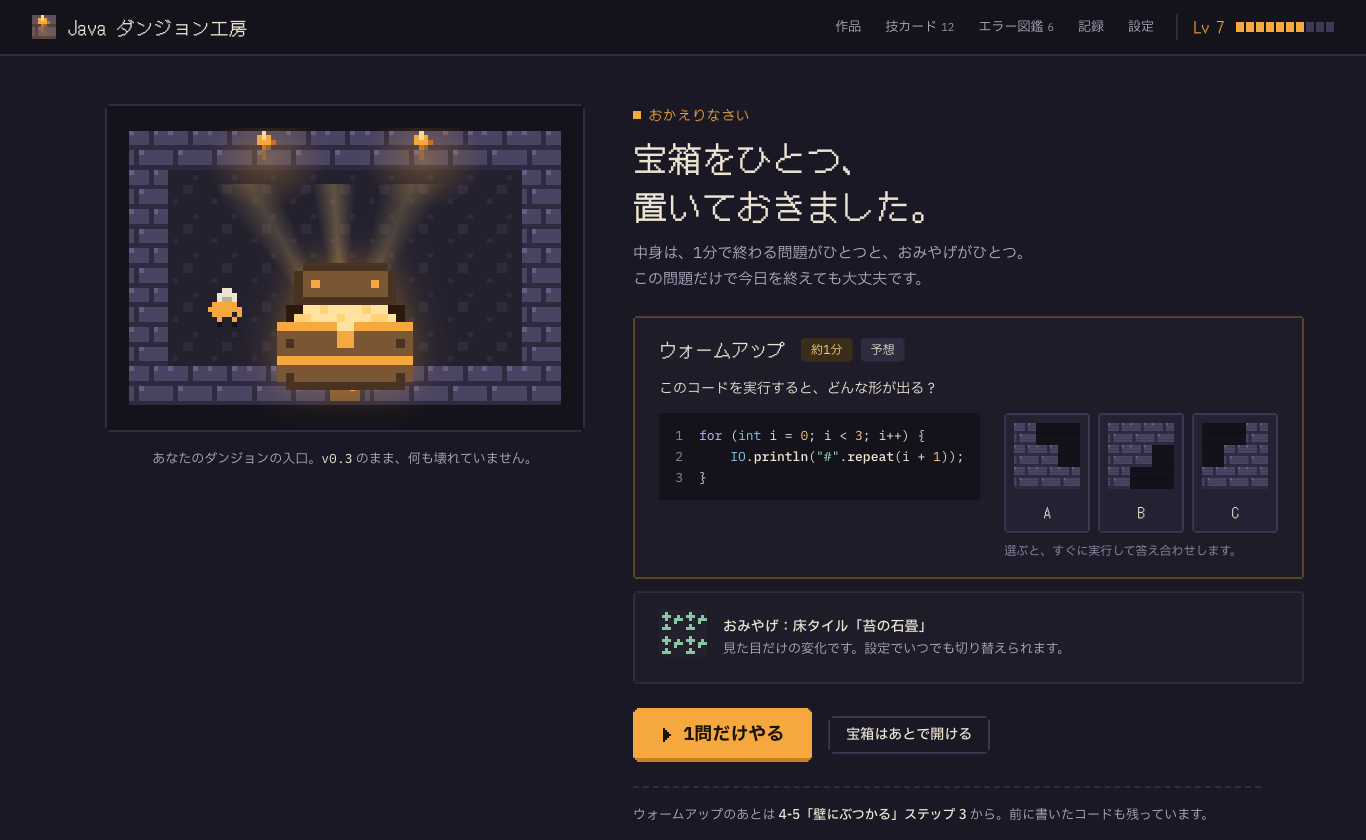 Java ダンジョン工房
作品 技カード 12 エラー図鑑 6 記録 設定 Lv 7
おかえりなさい
宝箱をひとつ、
置いておきました。
中身は、1分で終わる問題がひとつと、おみやげがひとつ。
この問題だけで今日を終えても大丈夫です。
あなたのダンジョンの入口。v0.3 のまま、何も壊れていません。
ウォームアップ 約1分 予想
このコードを実行すると、どんな形が出る？
1 for (int i = 0; i < 3; i++) {
2     IO.println("#".repeat(i + 1));
3 }
A B C
選ぶと、すぐに実行して答え合わせします。
おみやげ：床タイル「苔の石畳」
見た目だけの変化です。設定でいつでも切り替えられます。
1問だけやる
宝箱はあとで開ける
ウォームアップのあとは 4-5「壁にぶつかる」ステップ 3 から。前に書いたコードも残っています。